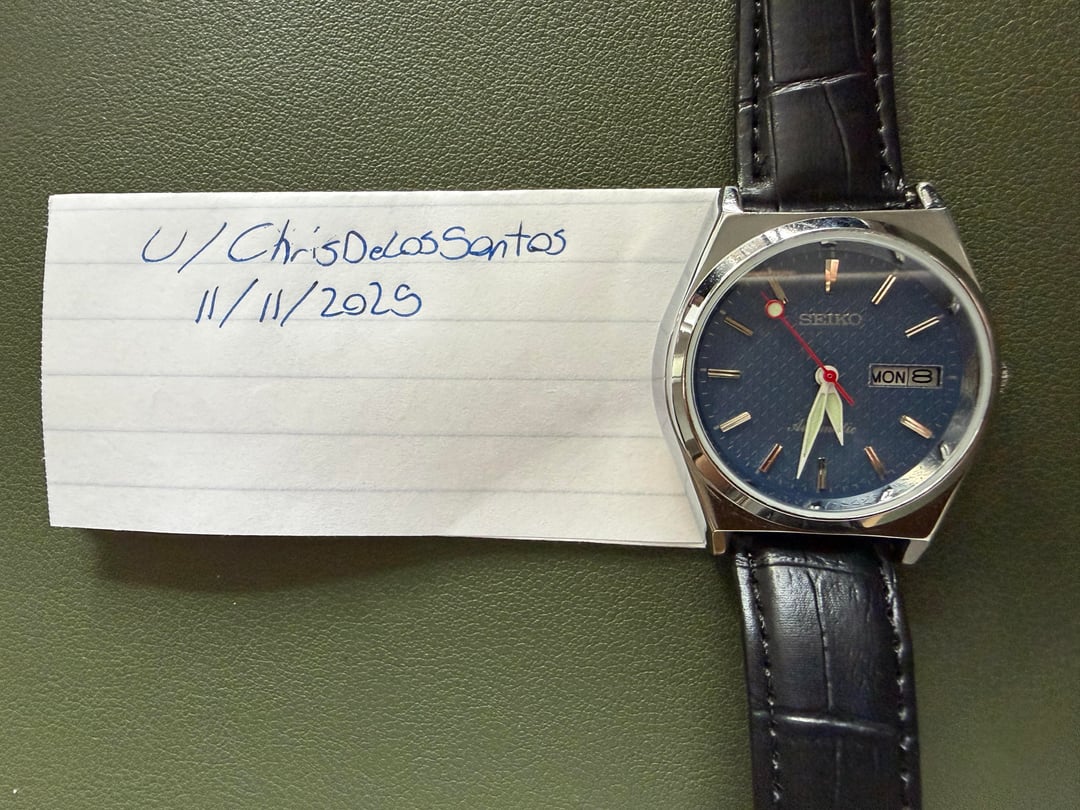 U/ChrisDeLosSantos
11/11/2025
SEIKO
MON 8
Automatic